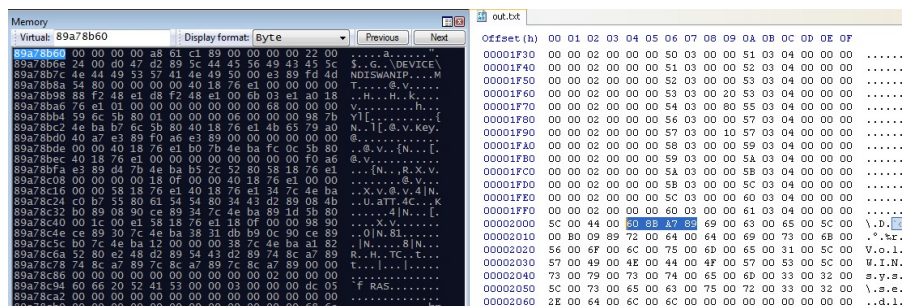 Memory
Virtual: 89a78b60 Display format: Byte Previous Next
89a78b60 00 00 00 00 a8 61 c1 89 00 00 00 00 22 00 .....a......".
89a78b6e 24 00 d0 47 d2 89 5c 44 45 56 49 43 45 5c $..G..\DEVICE\
89a78b7c 4e 44 49 53 57 41 4e 49 50 00 e3 89 fd 4d NDISWANIP....M
89a78b8a 54 80 00 00 00 00 40 18 76 e1 00 00 00 00 T.....@.v.....
89a78b98 88 f2 48 e1 d8 f2 48 e1 00 6b 03 e1 a0 18 ..H...H..k....
89a78ba6 76 e1 01 00 00 00 00 00 00 00 68 00 00 00 v.........h...
89a78bb4 59 6c 5b 80 01 00 00 00 06 00 00 00 98 7b Yl[..........{
89a78bc2 4e ba b7 6c 5b 80 40 18 76 e1 4b 65 79 a0 N..l[.@.v.Key.
89a78bd0 40 a7 e3 89 f0 a6 e3 89 00 00 00 00 00 00 @.............
89a78bde 00 00 40 18 76 e1 b0 7b 4e ba fc 0c 5b 80 ..@.v..{N...[.
89a78bec 40 18 76 e1 00 00 00 00 00 00 00 00 f0 a6 @.v...........
89a78bfa e3 89 d4 7b 4e ba b5 2c 52 80 58 18 76 e1 ...{N..,R.X.v.
89a78c08 00 00 00 00 18 0f 00 00 40 18 76 e1 00 00 ........@.v...
89a78c16 00 00 58 18 76 e1 40 18 76 e1 34 7c 4e ba ..X.v.@.v.4|N.
89a78c24 c0 b7 55 80 61 54 54 80 34 43 d2 89 08 4b ..U.aTT.4C...K
89a78c32 b0 89 08 90 ce 89 34 7c 4e ba 89 1d 5b 80 ......4|N...[.
89a78c40 00 1c 00 e1 58 18 76 e1 18 0f 00 00 98 90 ....X.v.......
89a78c4e ce 89 30 7c 4e ba 38 31 db b9 0c 90 ce 89 ..0|N.81......
89a78c5c b0 7c 4e ba 12 00 00 00 38 7c 4e ba a1 82 .|N.....8|N...
89a78c6a 52 80 e2 48 d2 89 54 43 d2 89 74 8c a7 89 R..H..TC..t...
89a78c78 74 8c a7 89 7c 8c a7 89 7c 8c a7 89 00 00 t...|...|.....
89a78c86 00 00 00 00 00 00 00 00 00 00 02 00 00 00 ..............
89a78c94 60 66 20 52 41 53 00 00 03 00 00 00 dc 05 `f RAS........
89a78ca2 00 00 00 00 00 00 00 00 00 00 00 00 00 00 ..............
out.txt
Offset(h) 00 01 02 03 04 05 06 07 08 09 0A 0B 0C 0D 0E 0F
00001F30 00 00 02 00 00 00 50 03 00 00 51 03 04 00 00 00 ......
00001F40 00 00 02 00 00 00 51 03 00 00 52 03 04 00 00 00 ......
00001F50 00 00 02 00 00 00 52 03 00 00 53 03 04 00 00 00 ......
00001F60 00 00 02 00 00 00 53 03 00 20 53 03 04 00 00 00 ......
00001F70 00 00 02 00 00 00 54 03 00 80 55 03 04 00 00 00 ......
00001F80 00 00 02 00 00 00 56 03 00 00 57 03 04 00 00 00 ......
00001F90 00 00 02 00 00 00 57 03 00 10 57 03 04 00 00 00 ......
00001FA0 00 00 02 00 00 00 58 03 00 00 59 03 04 00 00 00 ......
00001FB0 00 00 02 00 00 00 59 03 00 00 5A 03 04 00 00 00 ......
00001FC0 00 00 02 00 00 00 5A 03 00 00 5B 03 04 00 00 00 ......
00001FD0 00 00 02 00 00 00 5B 03 00 00 5C 03 04 00 00 00 ......
00001FE0 00 00 02 00 00 00 5C 03 00 00 60 03 04 00 00 00 ......
00001FF0 00 00 02 00 00 00 60 03 00 00 61 03 04 00 00 00 ......
00002000 5C 00 44 00 60 8B A7 89 69 00 63 00 65 00 5C 00 \.D.
00002010 00 B0 09 89 72 00 64 00 64 00 69 00 73 00 6B 00 .°.‰r.
00002020 56 00 6F 00 6C 00 75 00 6D 00 65 00 31 00 5C 00 V.o.l.
00002030 57 00 49 00 4E 00 44 00 4F 00 57 00 53 00 5C 00 W.I.N.
00002040 73 00 79 00 73 00 74 00 65 00 6D 00 33 00 32 00 s.y.s.
00002050 5C 00 73 00 65 00 63 00 75 00 72 00 33 00 32 00 \.s.e.
00002060 2E 00 64 00 6C 00 6C 00 00 00 00 00 00 00 00 00 ..d.l.